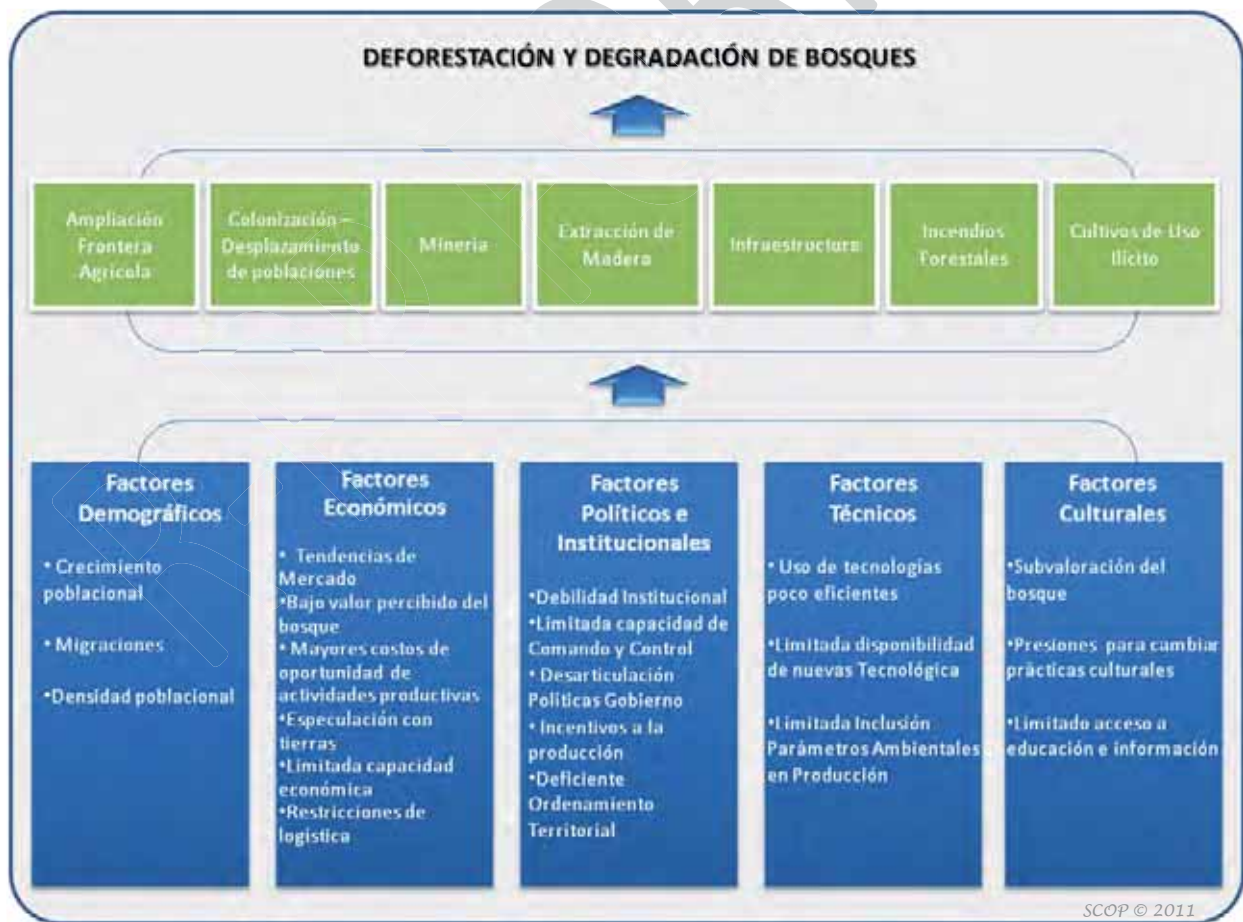 DEFORESTACIÓN Y DEGRADACIÓN DE BOSQUES
Ampliación
Frontera
Agrícola
Colonización –
Desplazamiento
de poblaciones
Minería
Extracción de
Madera
Infraestructura
Incendios
Forestales
Cultivos de Uso
Ilícito
Factores
Demográficos
• Crecimiento
poblacional
• Migraciones
•Densidad poblacional
Factores
Económicos
• Tendencias de
Mercado
•Bajo valor percibido del
bosque
• Mayores costos de
oportunidad de
actividades productivas
•Especulación con
tierras
•Limitada capacidad
económica
•Restricciones de
logística
Factores
Políticos e
Institucionales
•Debilidad Institucional
•Limitada capacidad de
Comando y Control
• Desarticulación
Políticas Gobierno
• Incentivos a la
producción
•Deficiente
Ordenamiento
Territorial
Factores
Técnicos
• Uso de tecnologías
poco eficientes
•Limitada disponibilidad
de nuevas Tecnológica
•Limitada Inclusión
Parámetros Ambientales
en Producción
Factores
Culturales
•Subvaloración del
bosque
•Presiones para cambiar
prácticas culturales
•Limitado acceso a
educación e información
SCOP © 2011